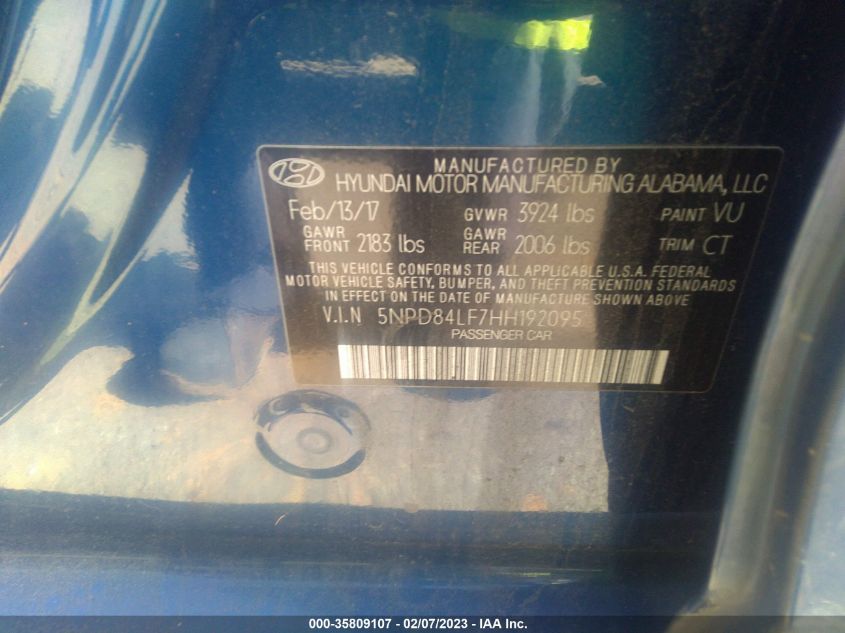 MANUFACTURED BY
HYUNDAI MOTOR MANUFACTURING ALABAMA, LLC
Feb/13/17 GVWR 3924 lbs PAINT VU
GAWR FRONT 2183 lbs GAWR REAR 2006 lbs TRIM CT
THIS VEHICLE CONFORMS TO ALL APPLICABLE U.S.A. FEDERAL
MOTOR VEHICLE SAFETY, BUMPER, AND THEFT PREVENTION STANDARDS
IN EFFECT ON THE DATE OF MANUFACTURE SHOWN ABOVE
V.I.N 5NPD84LF7HH192095
PASSENGER CAR
000-35809107 - 02/07/2023 - IAA Inc.